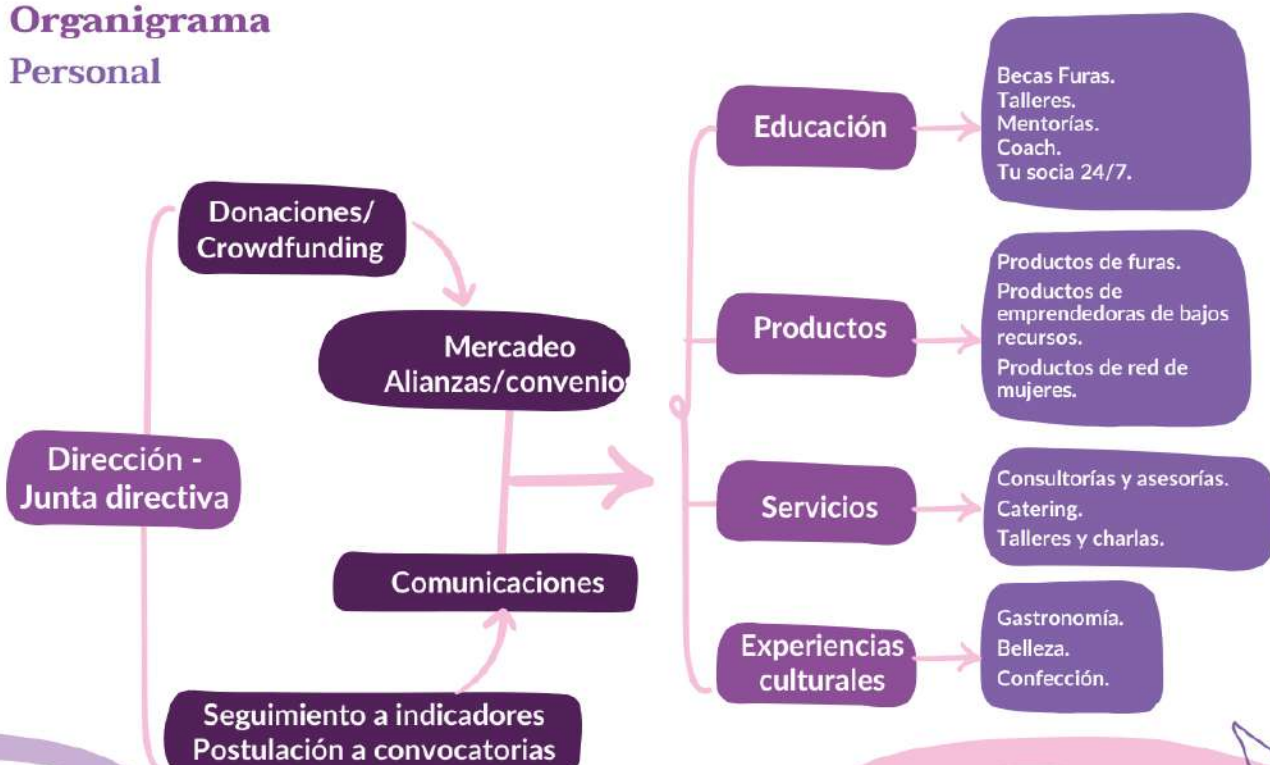 Organigrama
Personal
Donaciones/
Crowdfunding
Mercadeo
Alianzas/convenio
Dirección -
Junta directiva
Comunicaciones
Seguimiento a indicadores
Postulación a convocatorias
Educación
Becas Furas.
Talleres.
Mentorías.
Coach.
Tu socia 24/7.
Productos
Productos de furas.
Productos de
emprendedoras de bajos
recursos.
Productos de red de
mujeres.
Servicios
Consultorías y asesorías.
Catering.
Talleres y charlas.
Experiencias
culturales
Gastronomía.
Belleza.
Confección.